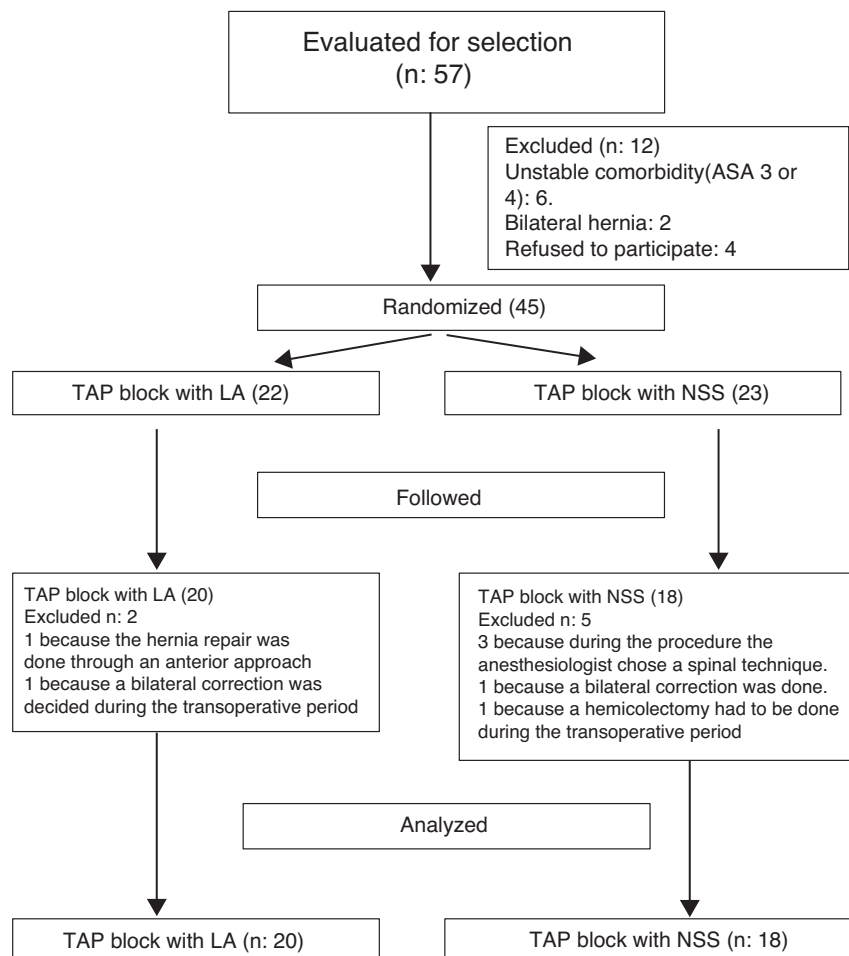 Evaluated for selection
(n: 57)
Excluded (n: 12)
Unstable comorbidity(ASA 3 or
4): 6.
Bilateral hernia: 2
Refused to participate: 4
Randomized (45)
TAP block with LA (22)
TAP block with NSS (23)
Followed
TAP block with LA (20)
Excluded n: 2
1 because the hernia repair was
done through an anterior approach
1 because a bilateral correction was
decided during the transoperative period
TAP block with NSS (18)
Excluded n: 5
3 because during the procedure the
anesthesiologist chose a spinal technique.
1 because a bilateral correction was done.
1 because a hemicolectomy had to be done
during the transoperative period
Analyzed
TAP block with LA (n: 20)
TAP block with NSS (n: 18)